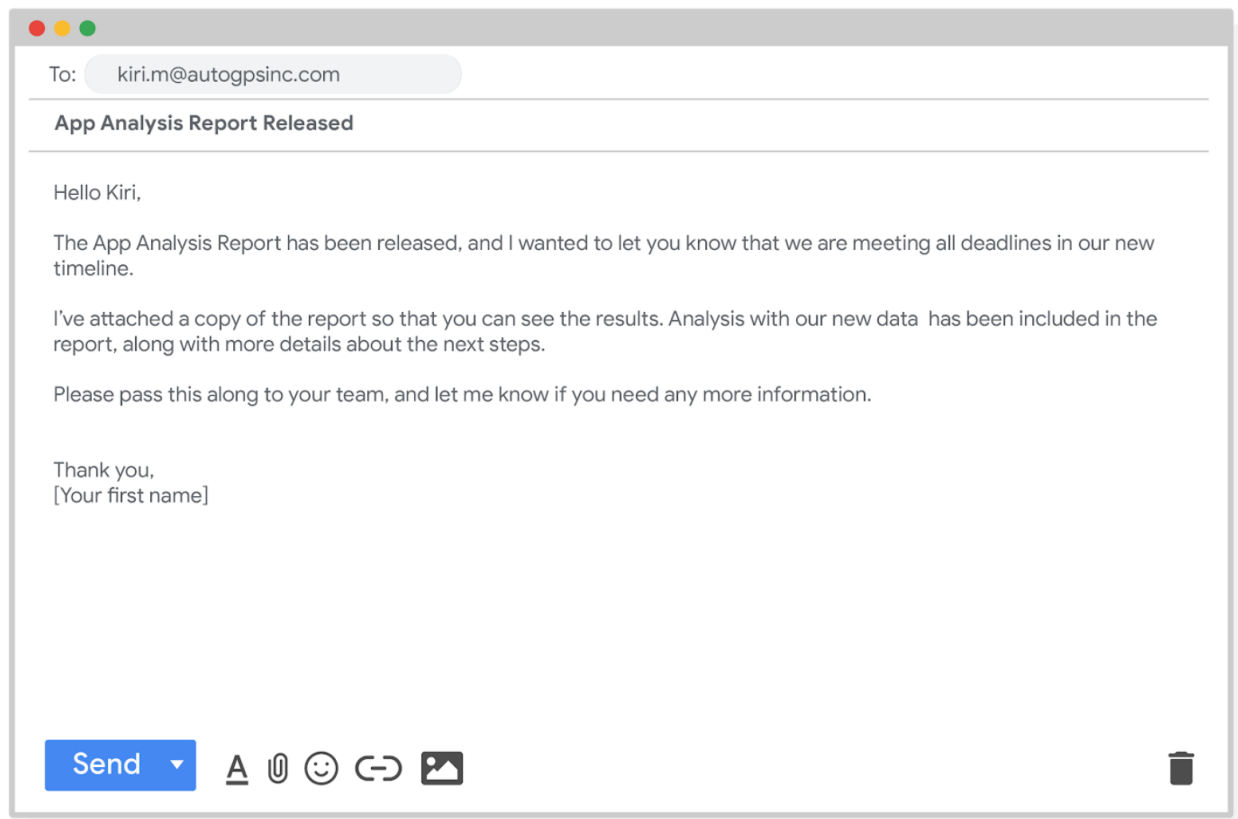 To: kiri.m@autogpsinc.com
App Analysis Report Released
Hello Kiri,
The App Analysis Report has been released, and I wanted to let you know that we are meeting all deadlines in our new
timeline.
I've attached a copy of the report so that you can see the results. Analysis with our new data  has been included in the
report, along with more details about the next steps.
Please pass this along to your team, and let me know if you need any more information.
Thank you,
[Your first name]
Send
A